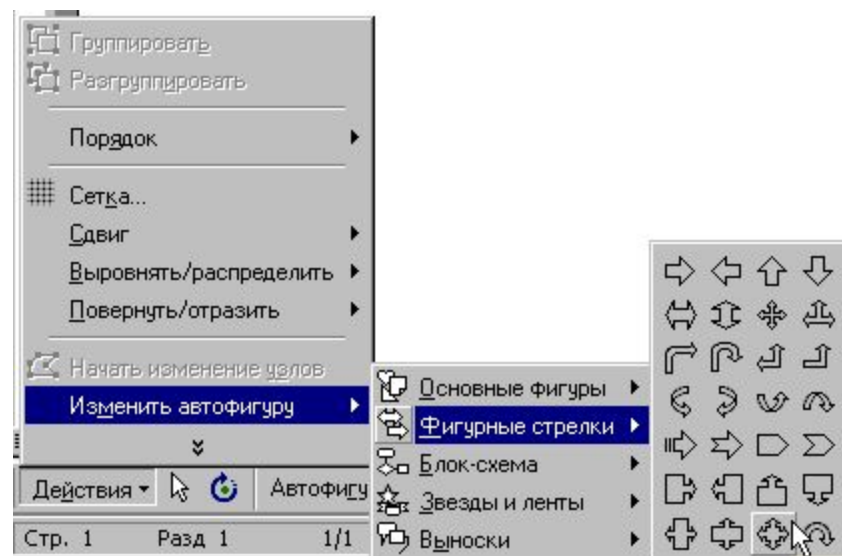 Группировать
Разгруппировать
Порядок
Сетка...
Сдвиг
Выровнять/распределить
Повернуть/отразить
Начать изменение узлов
Изменить автофигуру
Основные фигуры
Фигурные стрелки
Блок-схема
Звезды и ленты
Выноски
Действия
Автофигу
Стр. 1 Разд 1 1/1